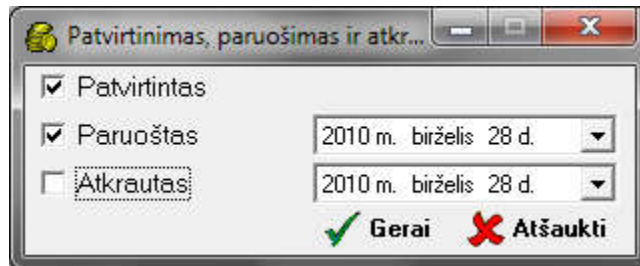 Patvirtinimas, paruošimas ir atkr...
Patvirtintas
Paruoštas 2010 m. birželis 28 d.
Atkrautas 2010 m. birželis 28 d.
Gerai Atšaukti